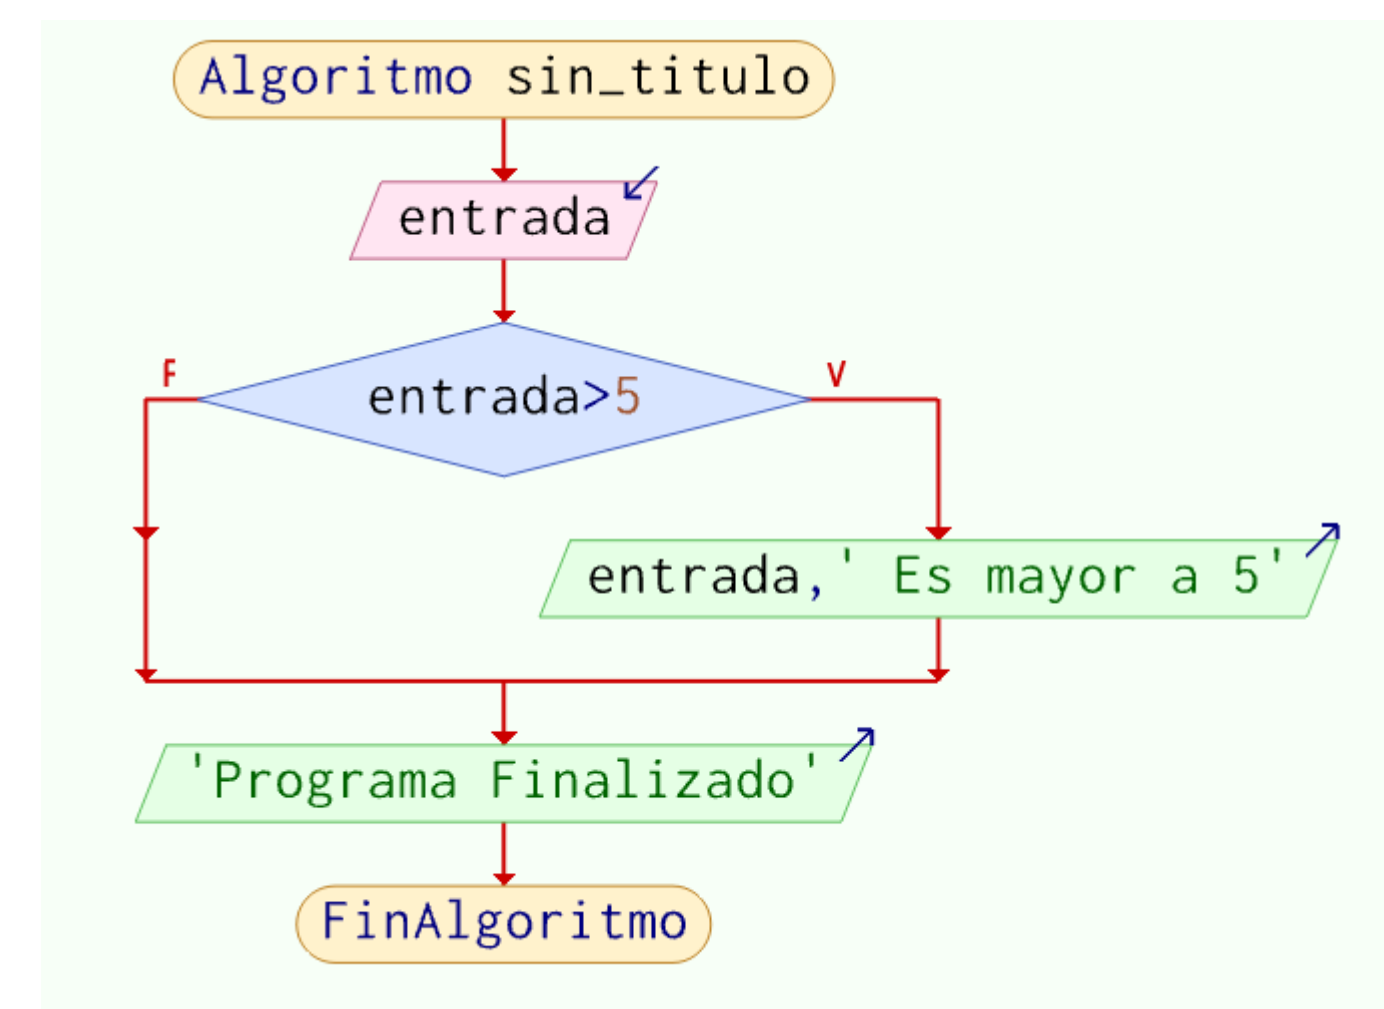 Algoritmo sin_titulo
entrada
F
entrada>5
V
entrada,' Es mayor a 5'
'Programa Finalizado'
FinAlgoritmo